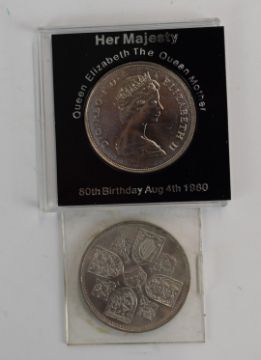 Her Majesty
Queen Elizabeth The Queen Mother
ELIZABETH II
80th Birthday Aug 4th 1980